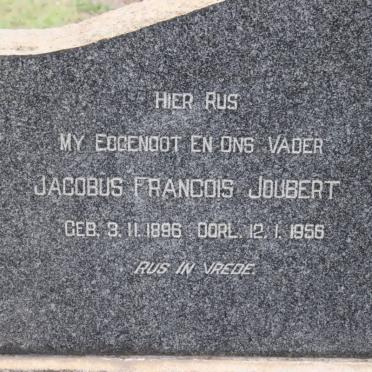 HIER RUS
MY EGGENOOT EN ONS VADER
JACOBUS FRANCOIS JOUBERT
GEB. 3.11.1896 OORL. 12.1.1956
RUS IN VREDE.